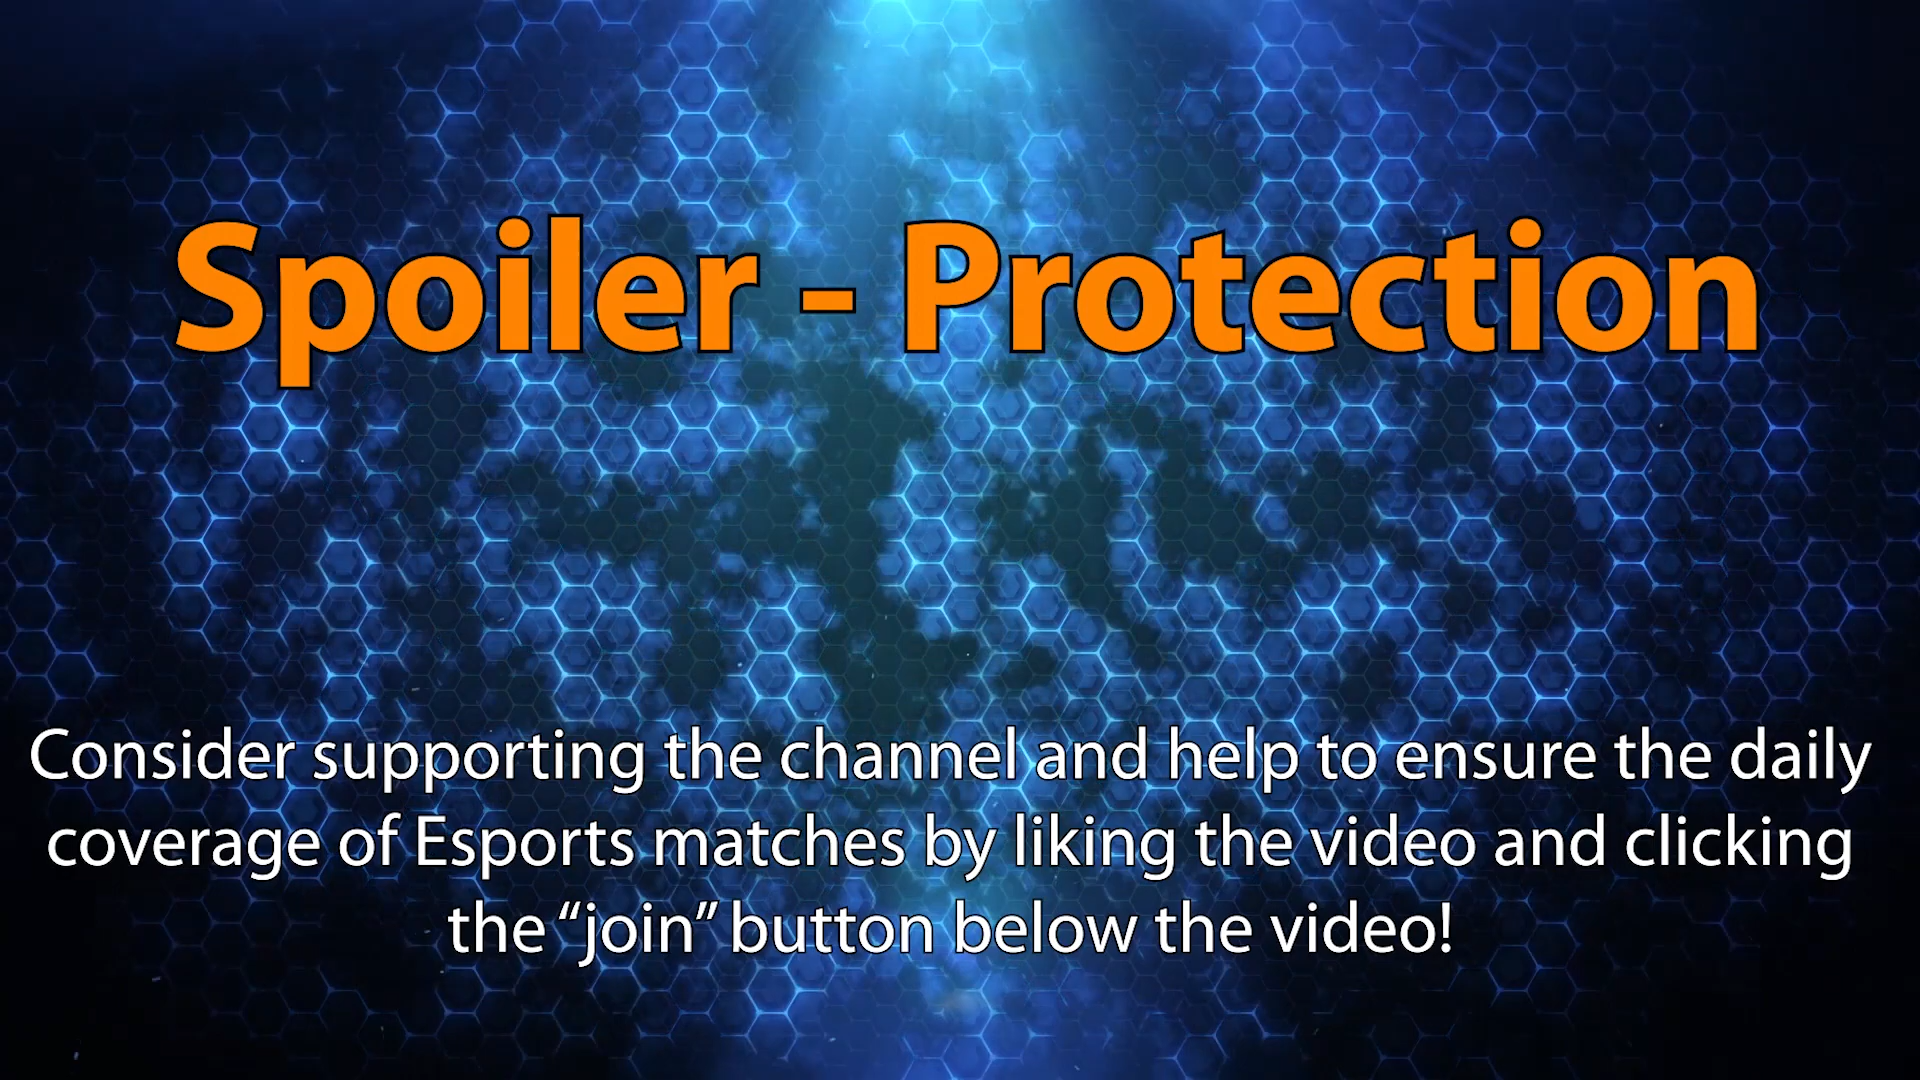 Spoiler - Protection
Consider supporting the channel and help to ensure the daily
coverage of Esports matches by liking the video and clicking
the “join” button below the video!